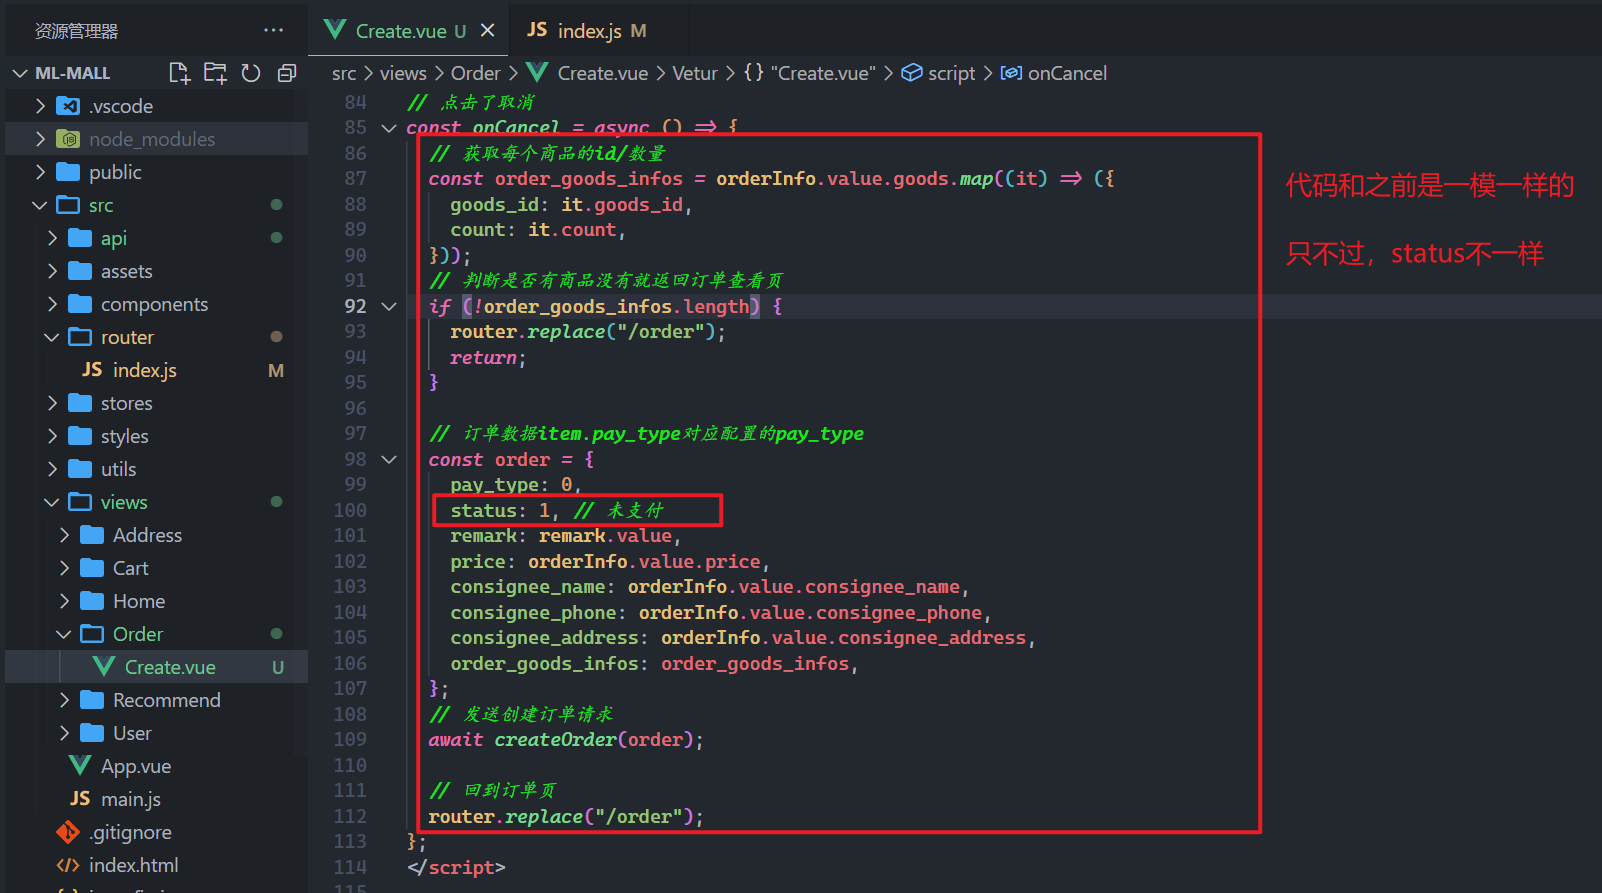 资源管理器 ···
Create.vue U ×
JS index.js M
ML-MALL
src > views > Order > Create.vue > Vetur > {} "Create.vue" > script > onCancel
.vscode
node_modules
public
src
api
assets
components
router
JS index.js M
stores
styles
utils
views
Address
Cart
Home
Order
Create.vue U
Recommend
User
App.vue
JS main.js
.gitignore
<> index.html
84 // 点击了取消
85 const onCancel = async () => {
86 // 获取每个商品的id/数量
87 const order_goods_infos = orderInfo.value.goods.map((it) => ({
88 goods_id: it.goods_id,
89 count: it.count,
90 }));
91 // 判断是否有商品没有就返回订单查看页
92 if (!order_goods_infos.length) {
93 router.replace("/order");
94 return;
95 }
96
97 // 订单数据item.pay_type对应配置的pay_type
98 const order = {
99 pay_type: 0,
100 status: 1, // 未支付
101 remark: remark.value,
102 price: orderInfo.value.price,
103 consignee_name: orderInfo.value.consignee_name,
104 consignee_phone: orderInfo.value.consignee_phone,
105 consignee_address: orderInfo.value.consignee_address,
106 order_goods_infos: order_goods_infos,
107 };
108 // 发送创建订单请求
109 await createOrder(order);
110
111 // 回到订单页
112 router.replace("/order");
113 };
114 </script>
115
代码和之前是一模一样的
只不过，status不一样